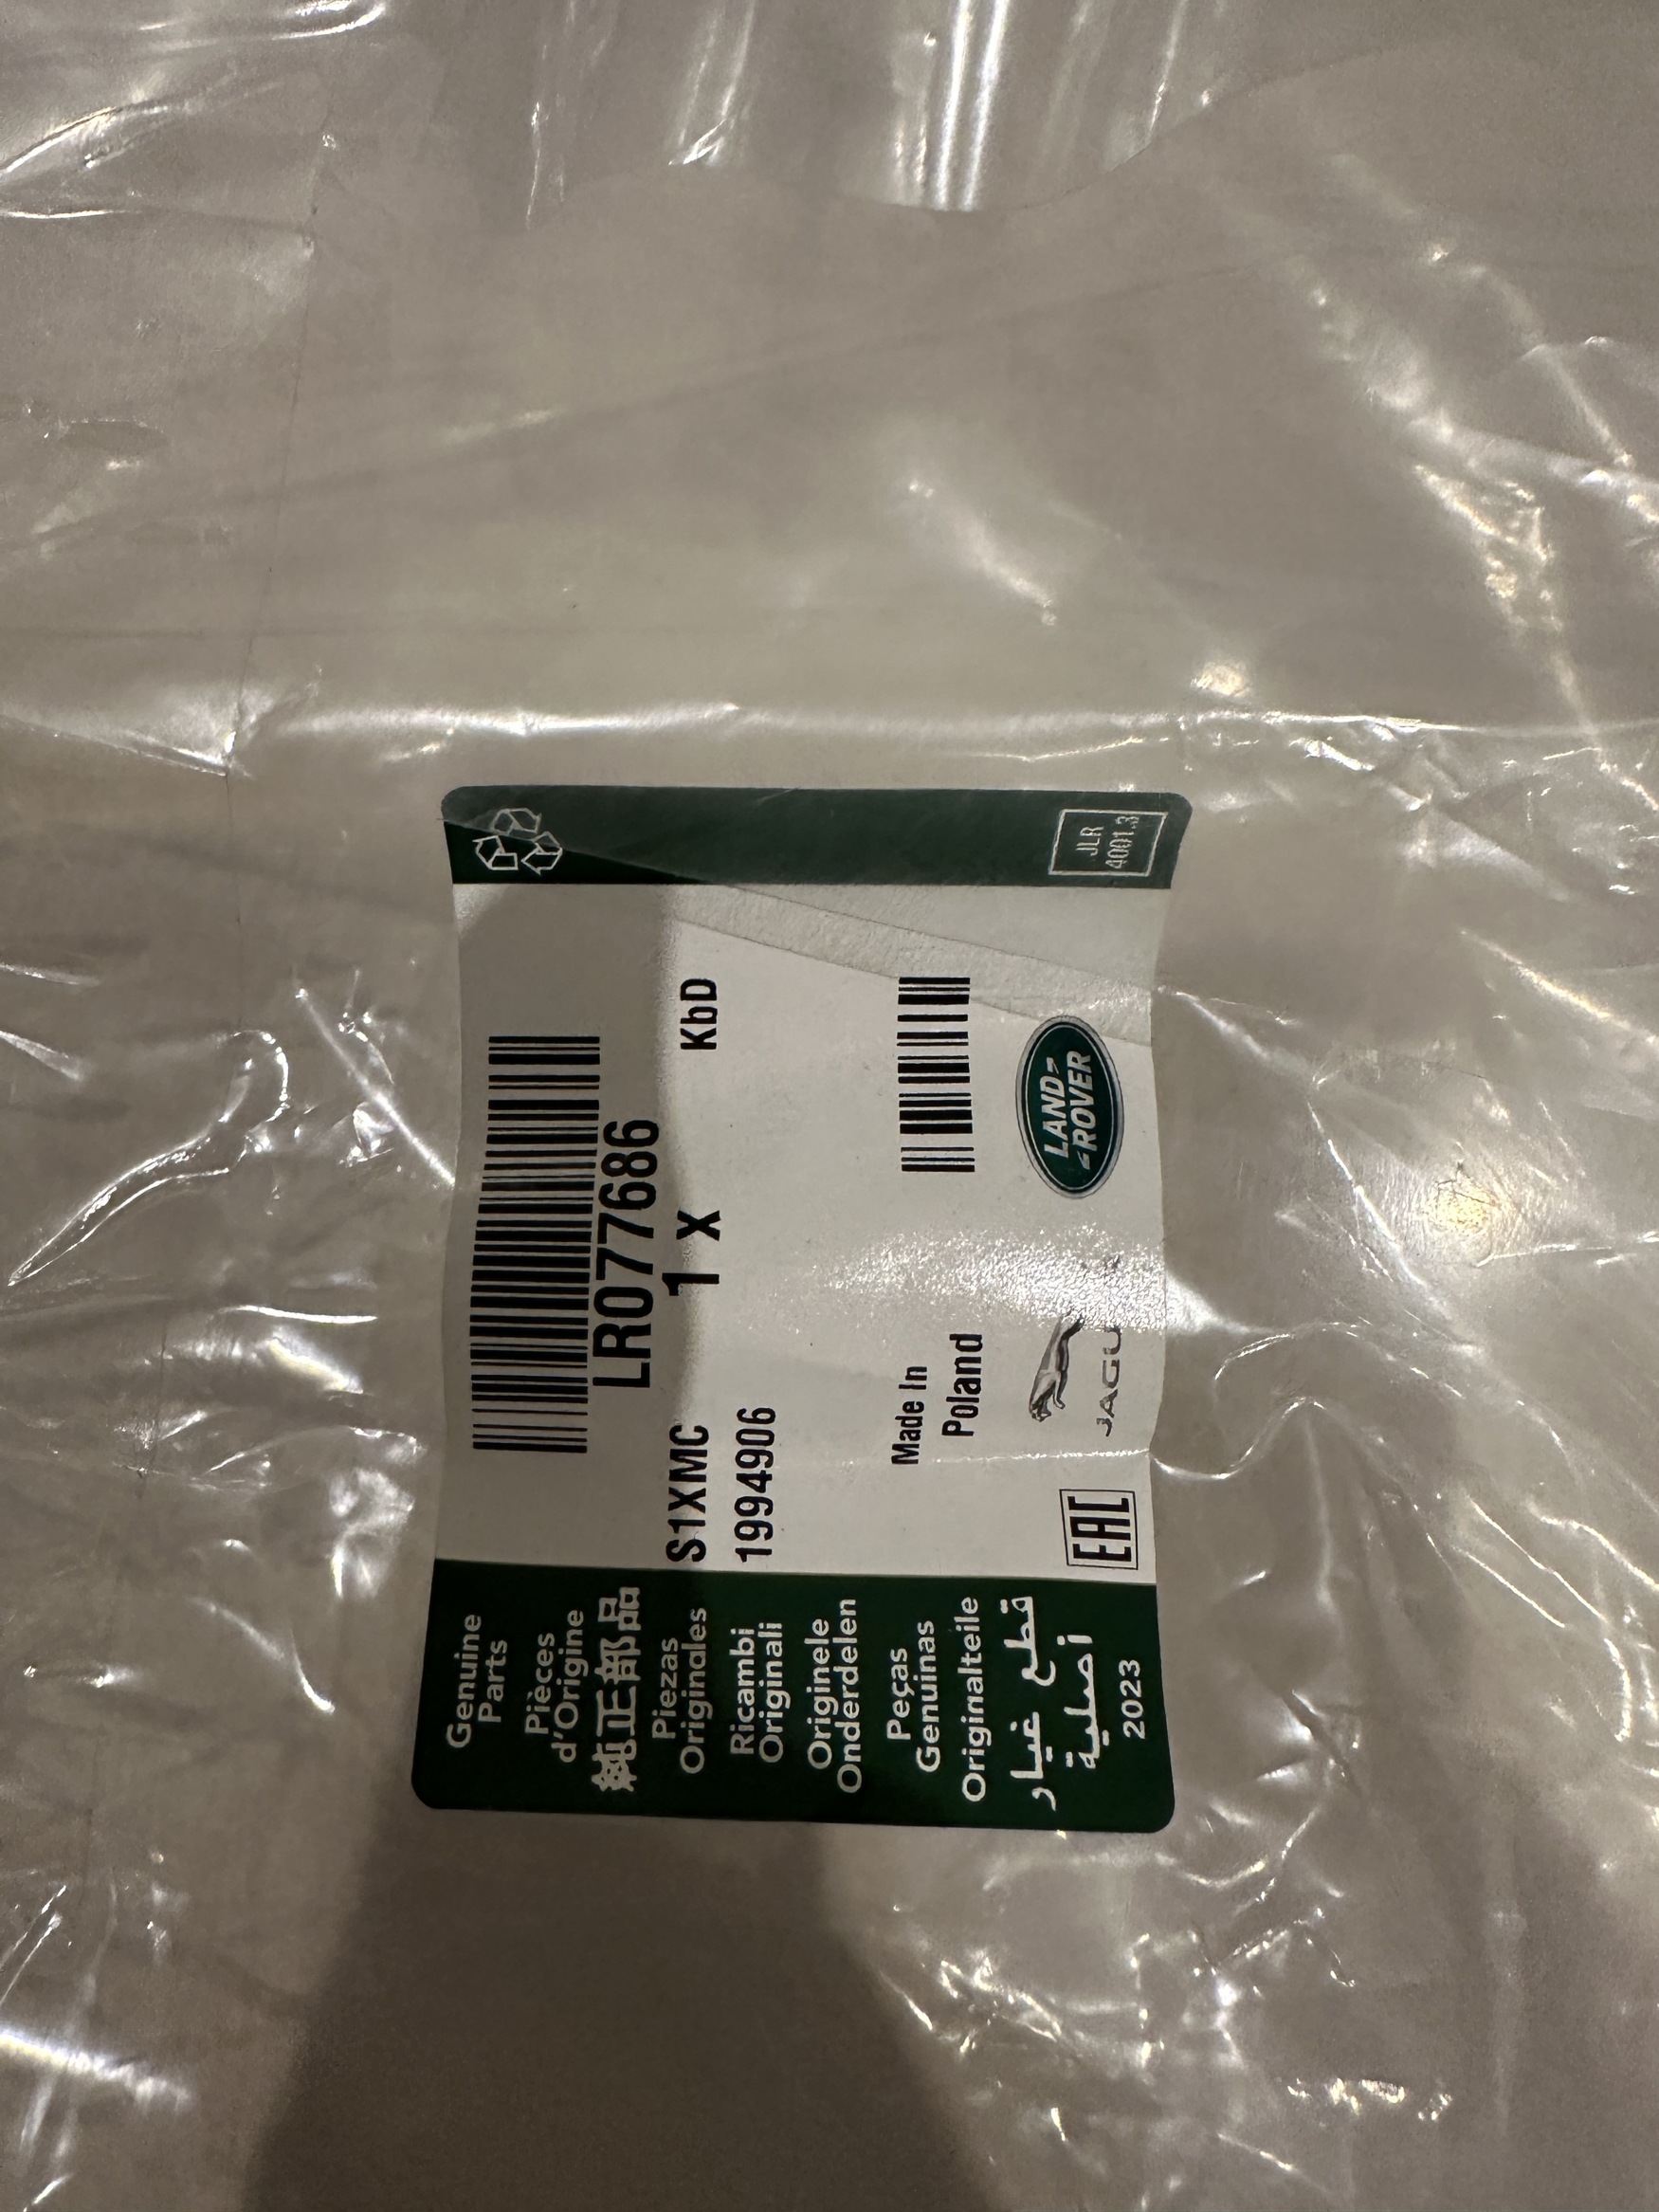 Genuine
Parts
Pièces
d'Origine
純正部品
Piezas
Originales
Ricambi
Originali
Originele
Onderdelen
Peças
Genuinas
Originalteile
قطع غيار
أصلية
2023
LR077686
S1XMC 1 x KbD
1994906
Made In
Poland
EAC
LAND
ROVER
JLR
4001.3